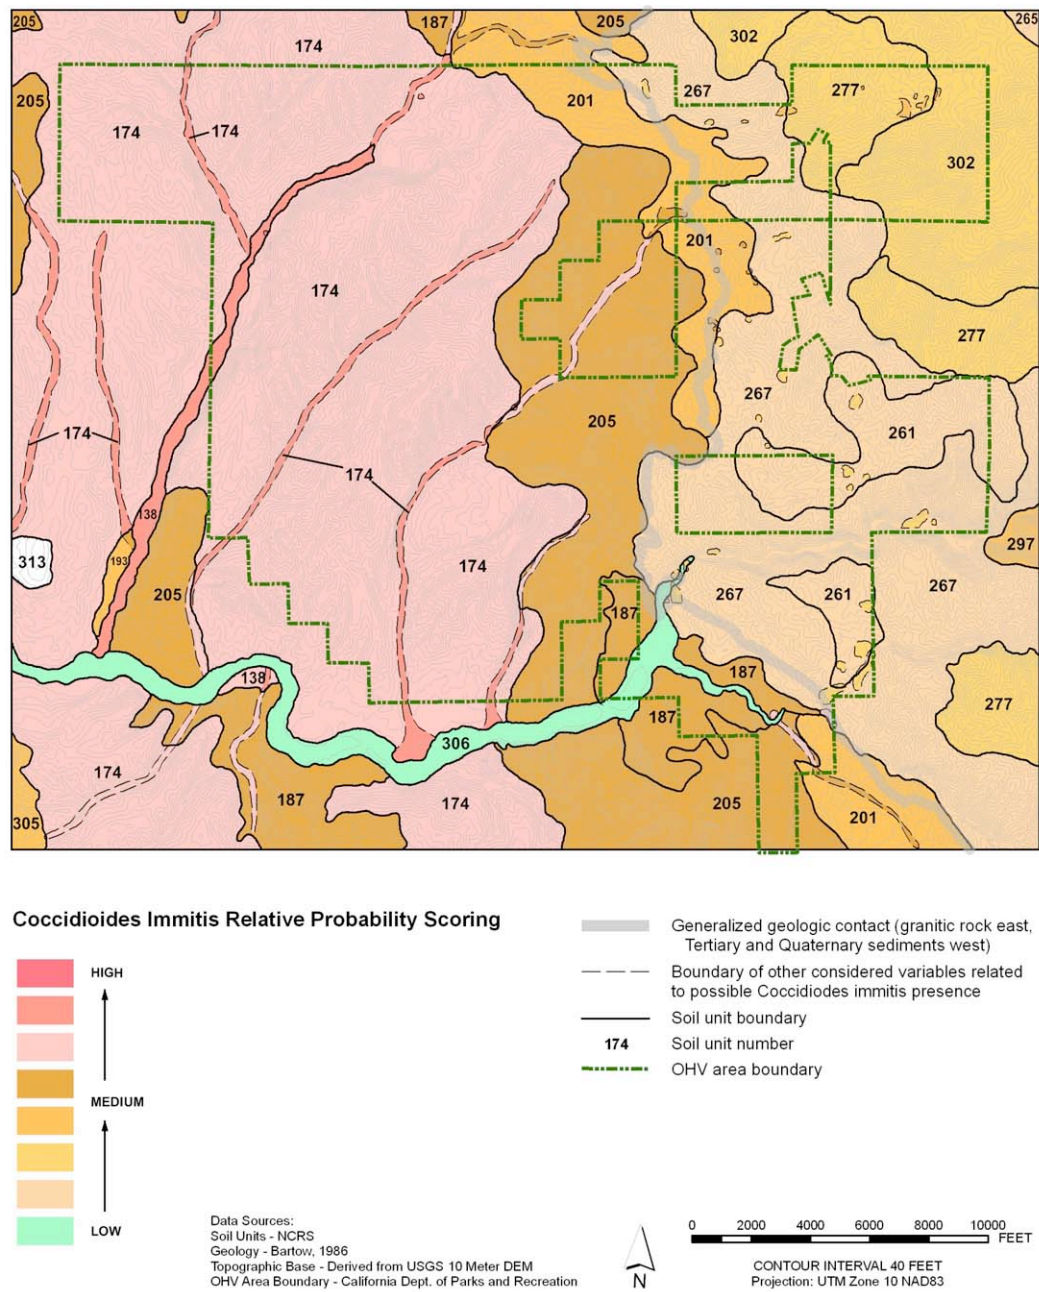 205
187
205
302
265
174
205
201
267
277
174
174
302
201
174
277
267
174
205
261
174
138
313
193
297
174
205
187
267
261
267
138
187
277
187
306
174
187
174
205
201
305
Coccidioides Immitis Relative Probability Scoring
HIGH
MEDIUM
LOW
Generalized geologic contact (granitic rock east,
Tertiary and Quaternary sediments west)
Boundary of other considered variables related
to possible Coccidiodes immitis presence
Soil unit boundary
174 Soil unit number
OHV area boundary
Data Sources:
Soil Units - NCRS
Geology - Bartow, 1986
Topographic Base - Derived from USGS 10 Meter DEM
OHV Area Boundary - California Dept. of Parks and Recreation
N
0 2000 4000 6000 8000 10000
FEET
CONTOUR INTERVAL 40 FEET
Projection: UTM Zone 10 NAD83